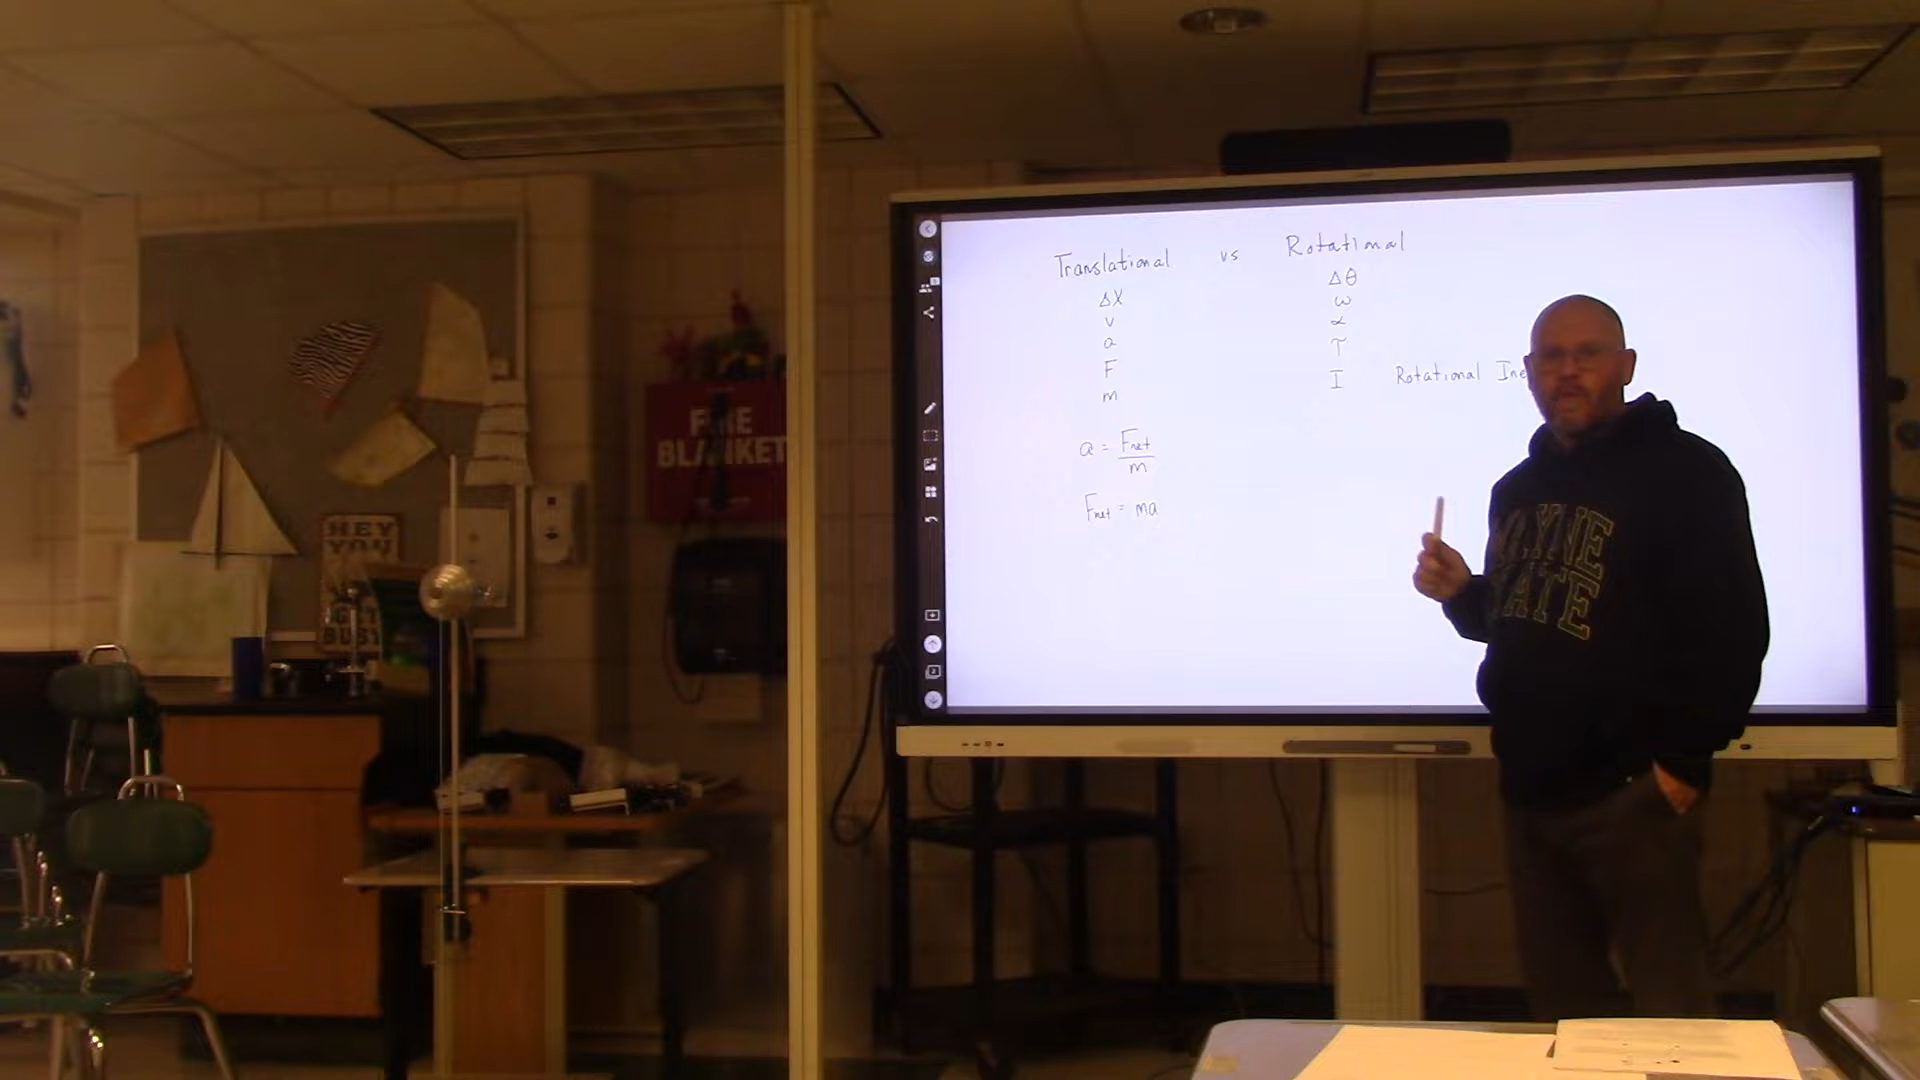 Translational vs Rotational
ΔX Δθ
v ω
a α
F τ
m I Rotational Ine
a = Fnet / m
Fnet = ma
FIRE
BLANKET
HEY
YOU
GET
BUSY
WAYNE
STATE